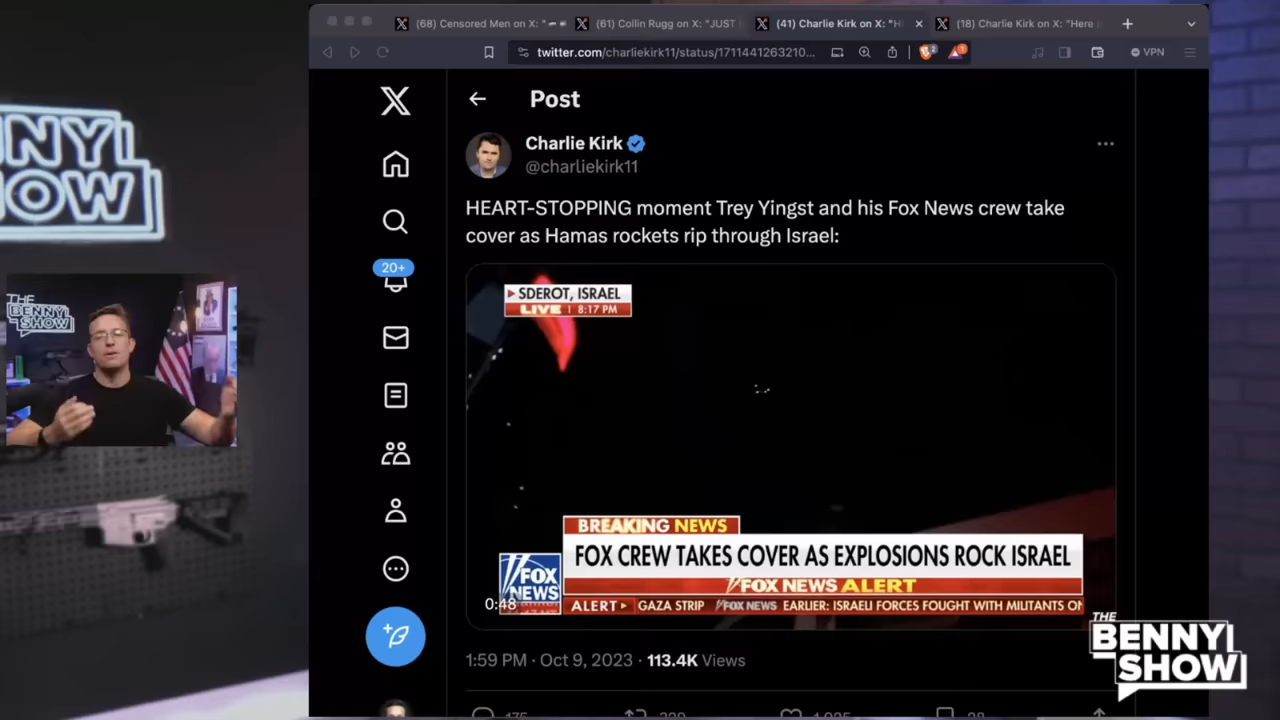 (68) Censored Men on X: "
(61) Collin Rugg on X: "JUST
(41) Charlie Kirk on X: "H
(18) Charlie Kirk on X: "Here
twitter.com/charliekirk11/status/1711441263210...
2
1
VPN
Post
Charlie Kirk
@charliekirk11
HEART-STOPPING moment Trey Yingst and his Fox News crew take
cover as Hamas rockets rip through Israel:
20+
SDEROT, ISRAEL
LIVE | 8:17 PM
BREAKING NEWS
FOX CREW TAKES COVER AS EXPLOSIONS ROCK ISRAEL
FOX NEWS ALERT
FOX
NEWS
0:48
ALERT GAZA STRIP FOX NEWS EARLIER: ISRAELI FORCES FOUGHT WITH MILITANTS ON
1:59 PM · Oct 9, 2023 · 113.4K Views
NNY
HOW
THE
BENNY
SHOW
THE
BENNY
SHOW